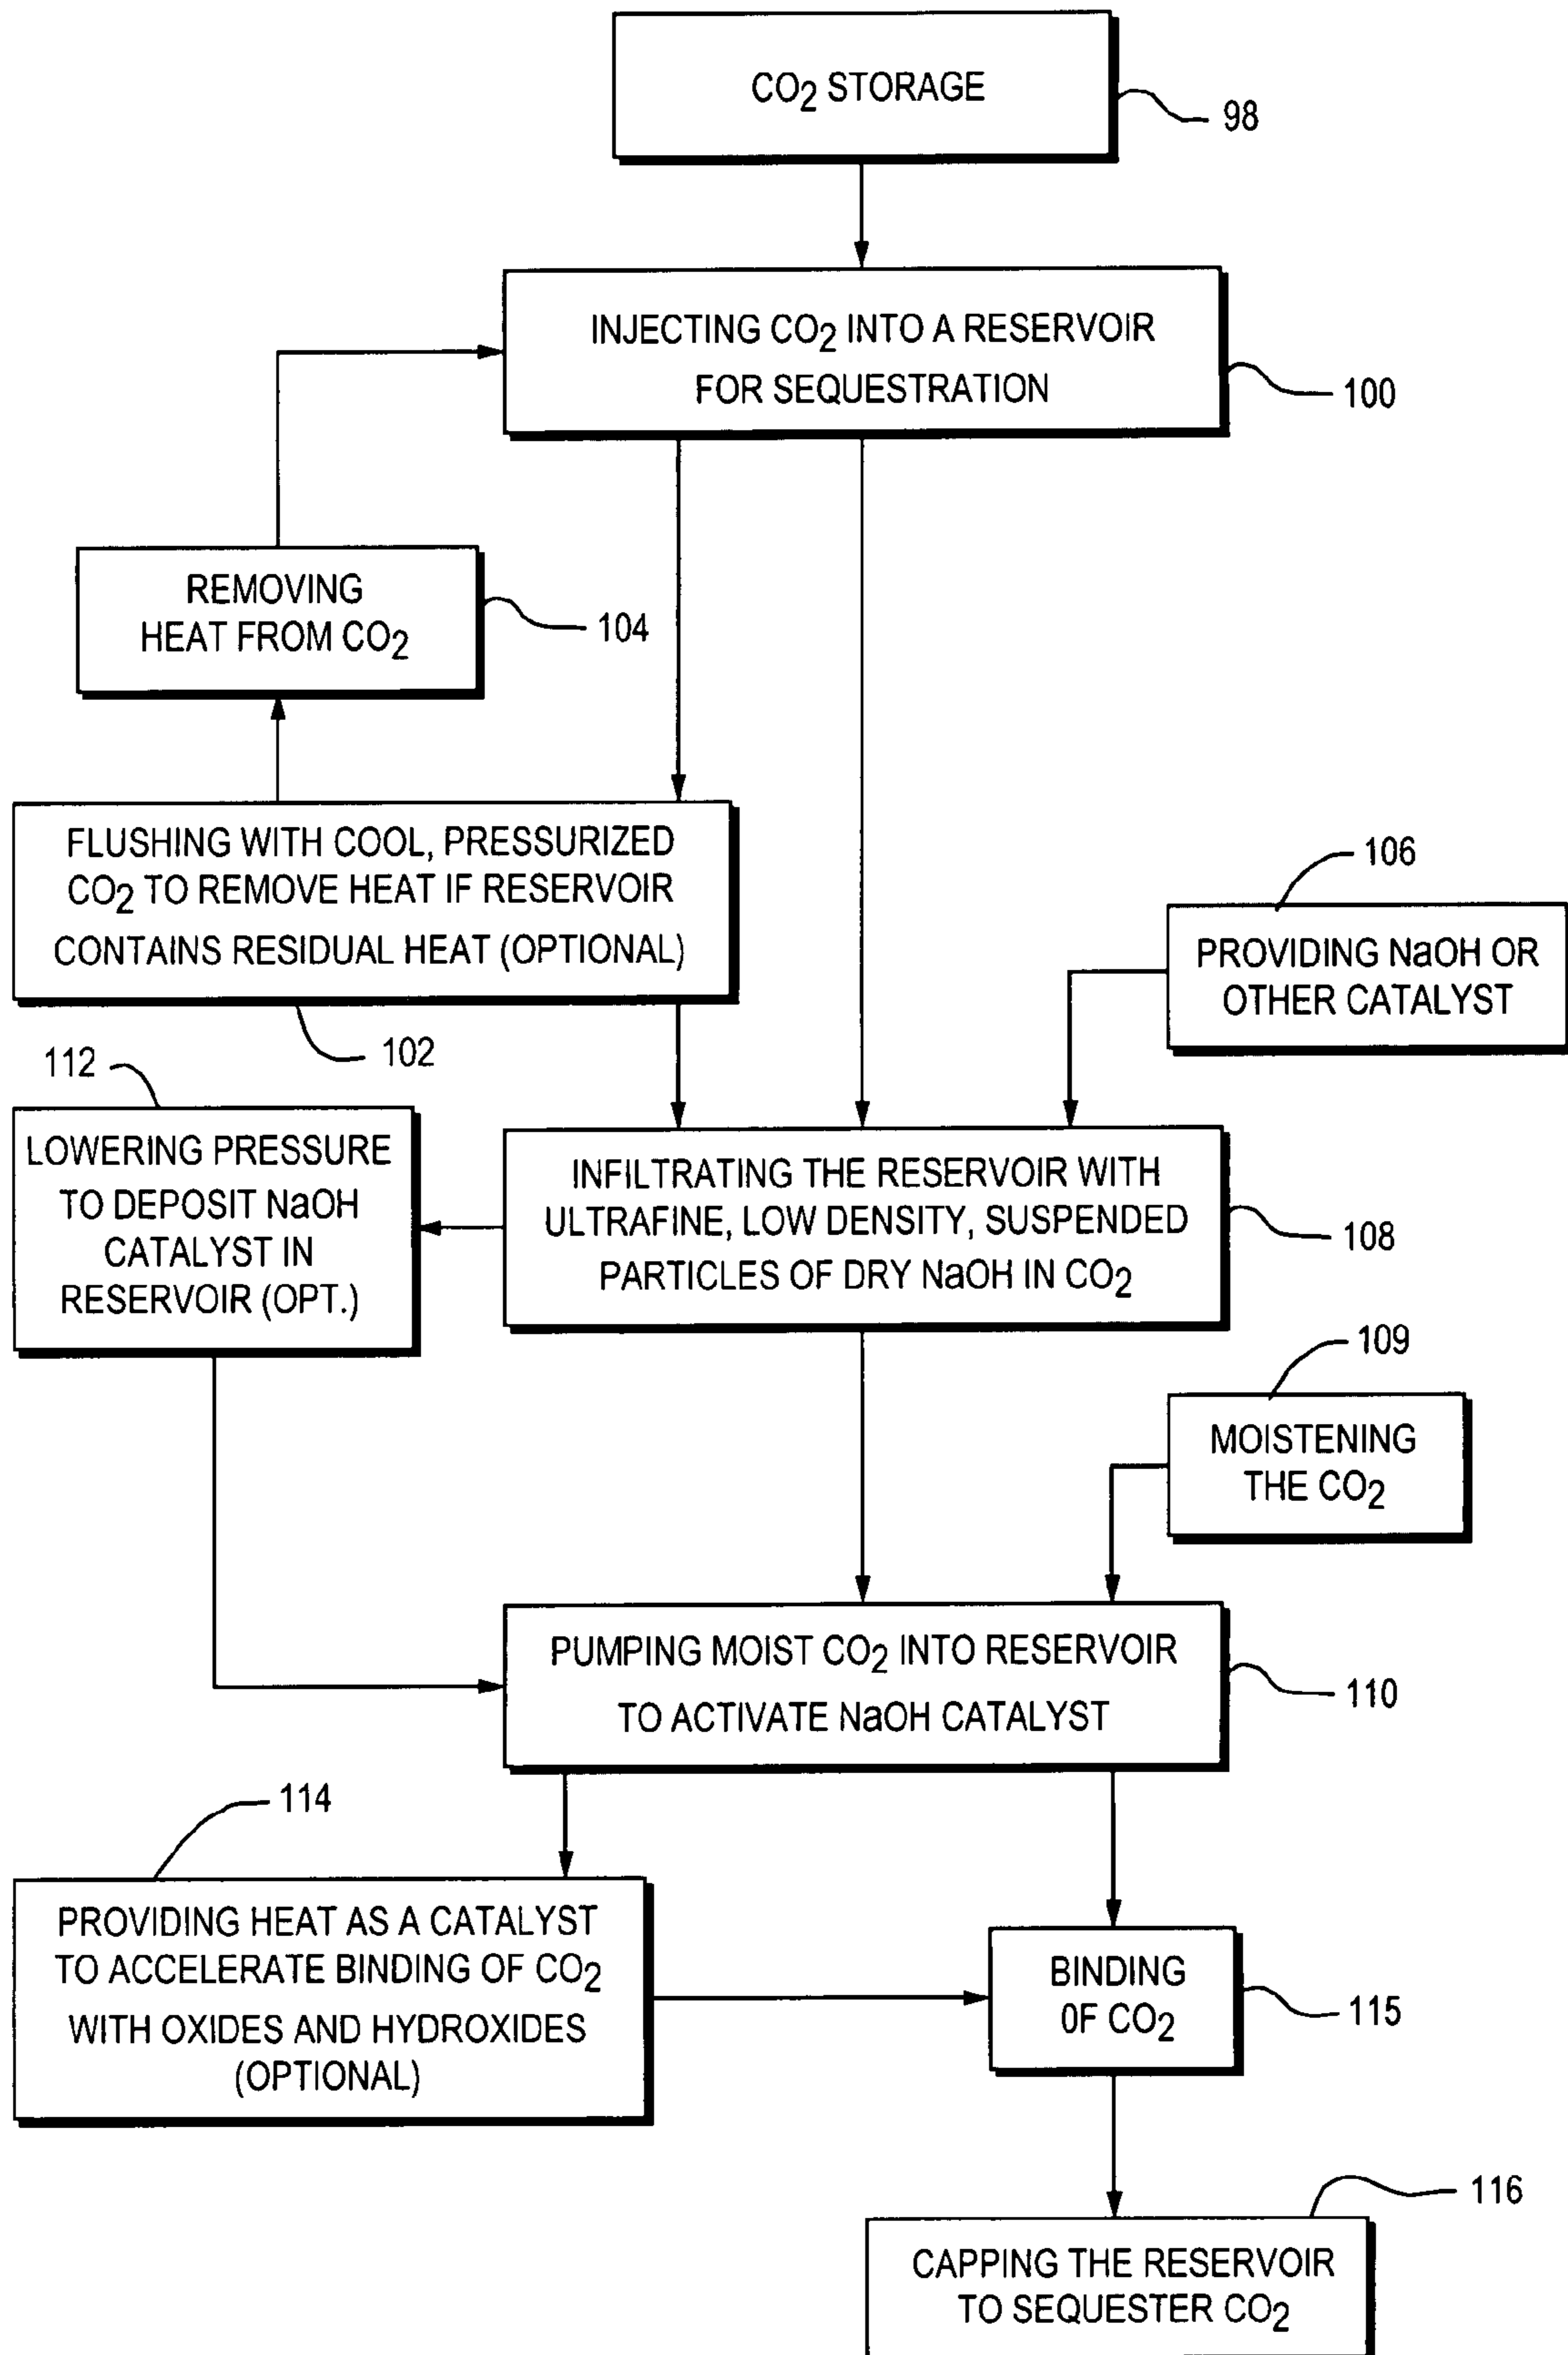 CO2 STORAGE
98
INJECTING CO2 INTO A RESERVOIR
FOR SEQUESTRATION
100
REMOVING
HEAT FROM CO2
104
FLUSHING WITH COOL, PRESSURIZED
CO2 TO REMOVE HEAT IF RESERVOIR
CONTAINS RESIDUAL HEAT (OPTIONAL)
102
106
PROVIDING NaOH OR
OTHER CATALYST
112
LOWERING PRESSURE
TO DEPOSIT NaOH
CATALYST IN
RESERVOIR (OPT.)
INFILTRATING THE RESERVOIR WITH
ULTRAFINE, LOW DENSITY, SUSPENDED
PARTICLES OF DRY NaOH IN CO2
108
109
MOISTENING
THE CO2
PUMPING MOIST CO2 INTO RESERVOIR
TO ACTIVATE NaOH CATALYST
110
114
PROVIDING HEAT AS A CATALYST
TO ACCELERATE BINDING OF CO2
WITH OXIDES AND HYDROXIDES
(OPTIONAL)
BINDING
OF CO2
115
116
CAPPING THE RESERVOIR
TO SEQUESTER CO2